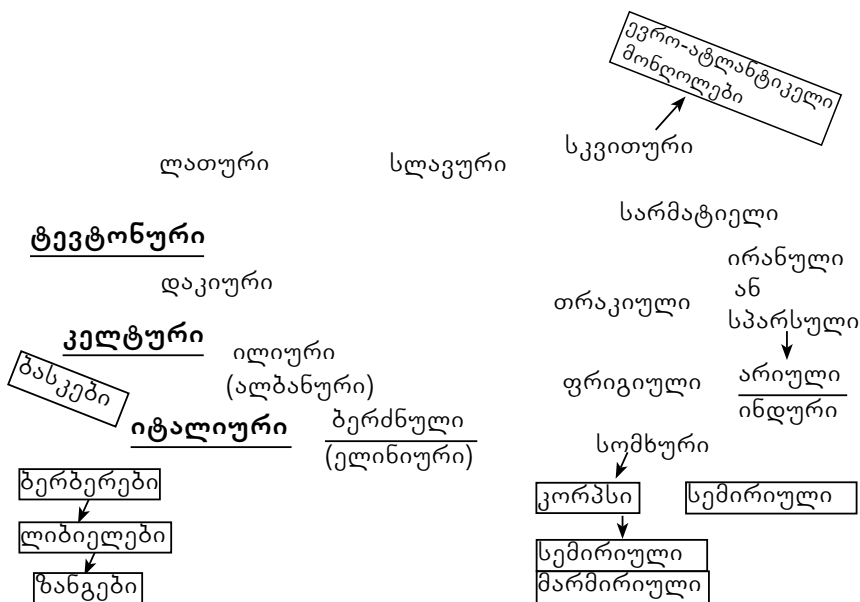 ევრო-ატლანტიკელი
მონღოლები
სკვითური
ლათური
სლავური
სარმატიელი
ტევტონური
ირანული
ან
სპარსული
დაკიური
თრაკიული
კელტური
ილიური
(ალბანური)
ბასკები
ფრიგიული
არიული
ინდური
იტალიური
ბერძნული
(ელინიური)
სომხური
ბერბერები
კორპსი
სემირიული
ლიბიელები
სემირიული
მარმირიული
ზანგები